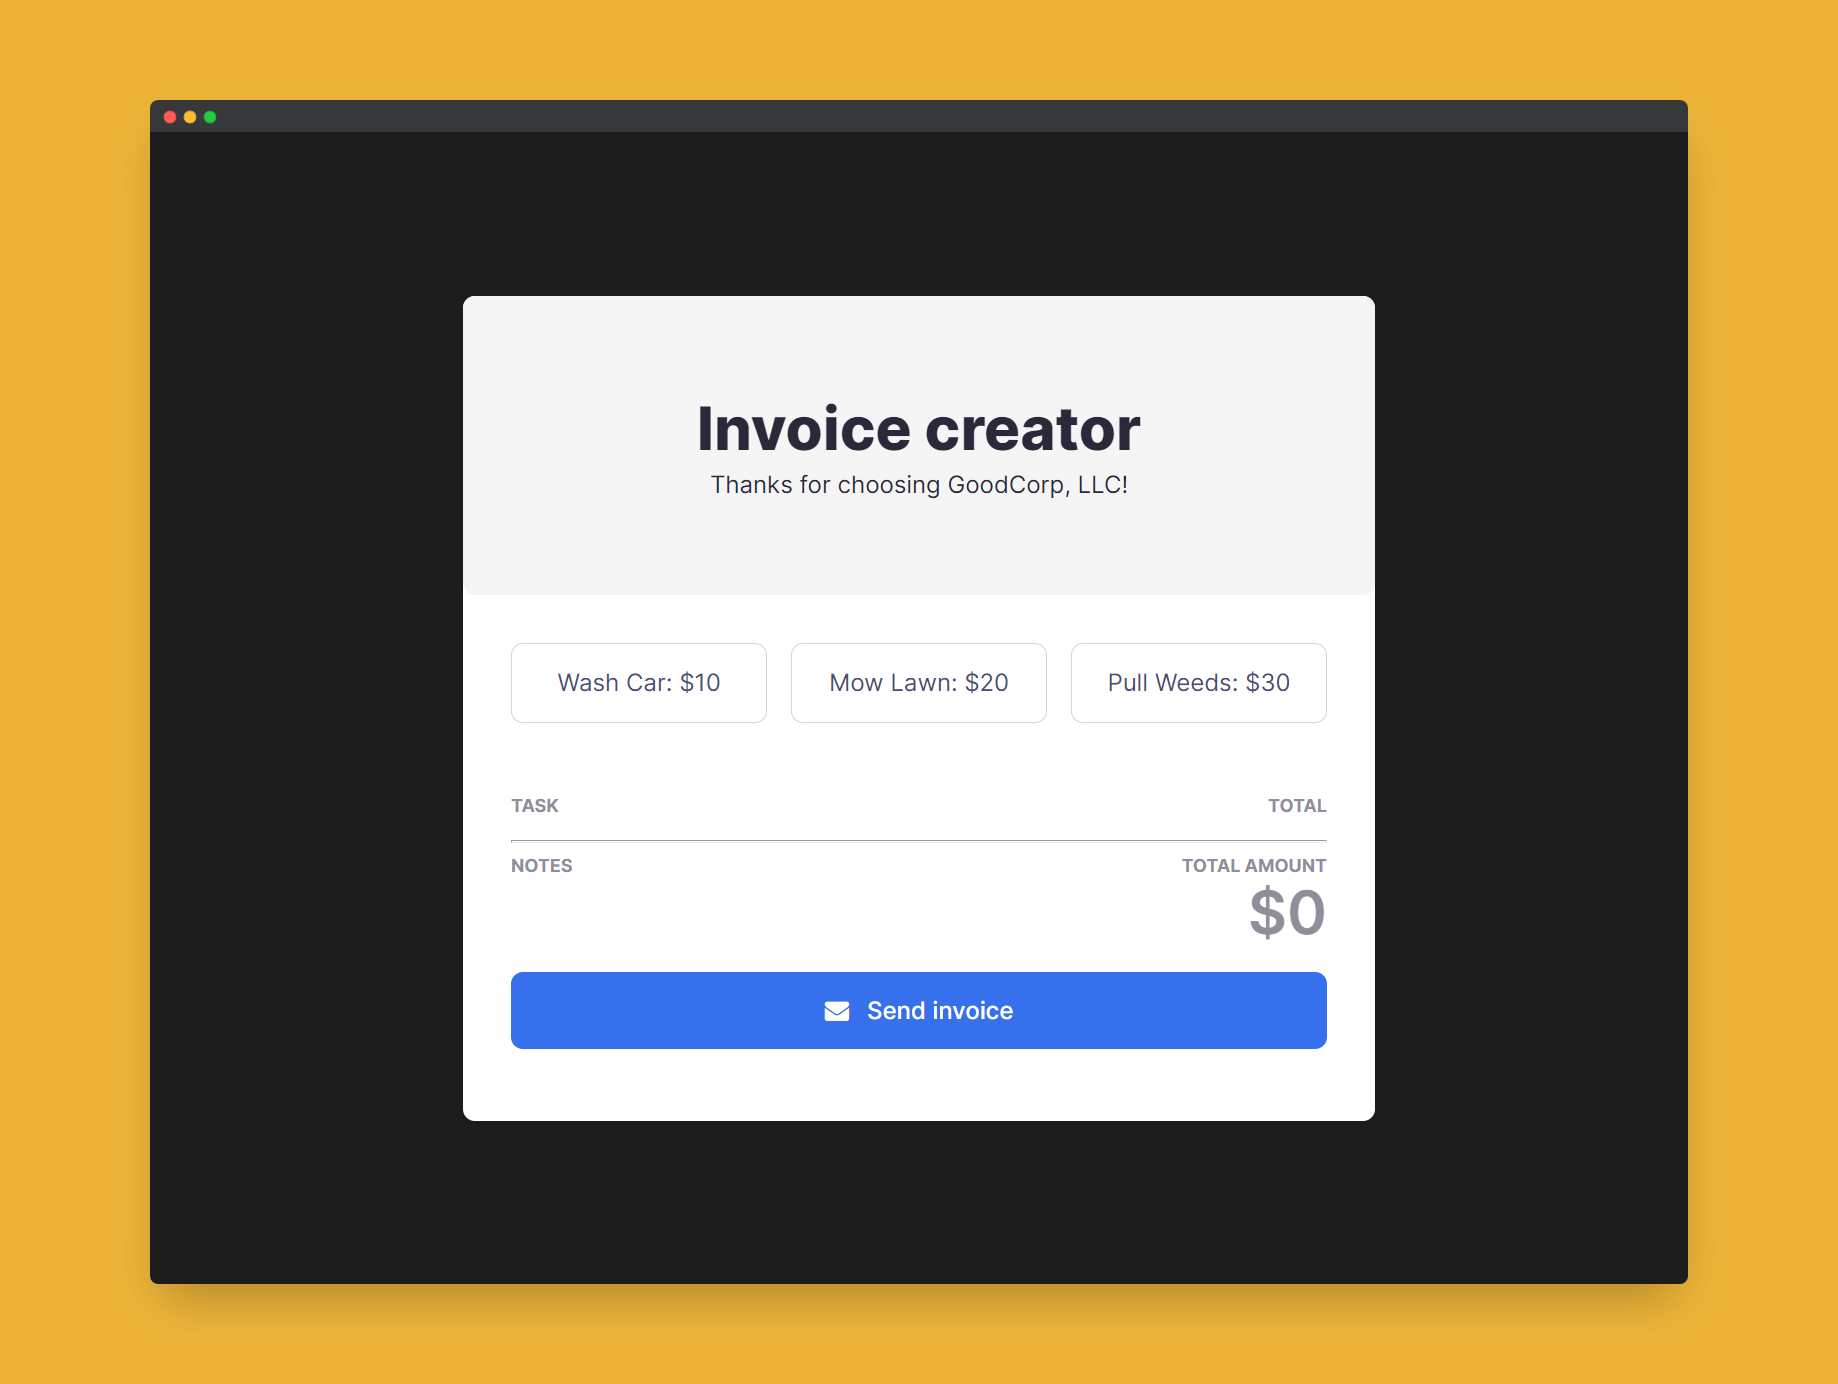 Invoice creator
Thanks for choosing GoodCorp, LLC!
Wash Car: $10
Mow Lawn: $20
Pull Weeds: $30
TASK
TOTAL
NOTES
TOTAL AMOUNT
$0
Send invoice